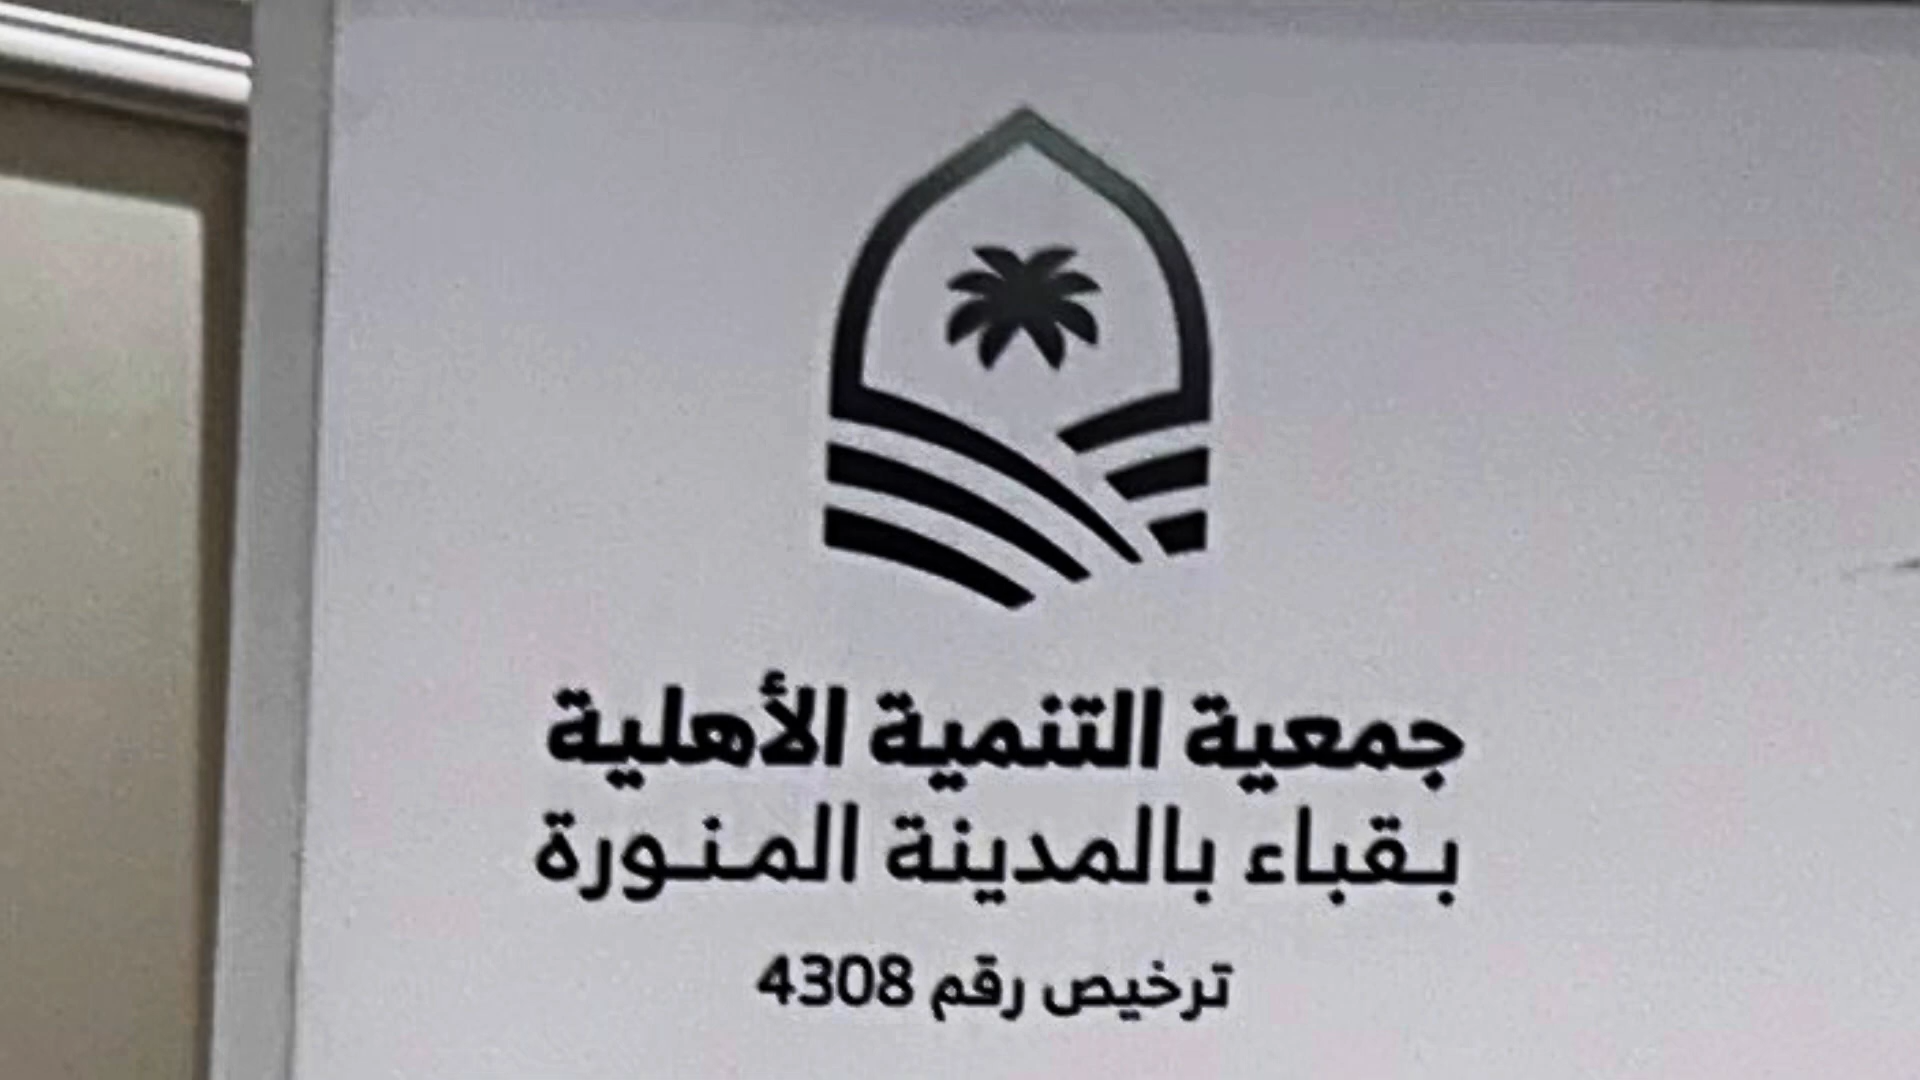 جمعية التنمية الأهلية
بقباء بالمدينة المنورة
ترخيص رقم 4308